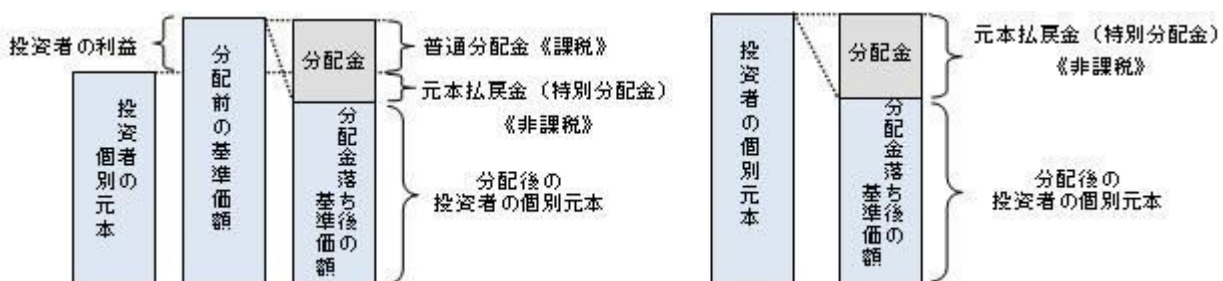 投資者の利益
投資者の
個別元本
分配前の基準価額
分配金
分配金落ち後の
基準価額
普通分配金《課税》
元本払戻金（特別分配金）
《非課税》
分配後の
投資者の個別元本
投資者の個別元本
分配金
分配金落ち後の
基準価額
元本払戻金（特別分配金）
《非課税》
分配後の
投資者の個別元本